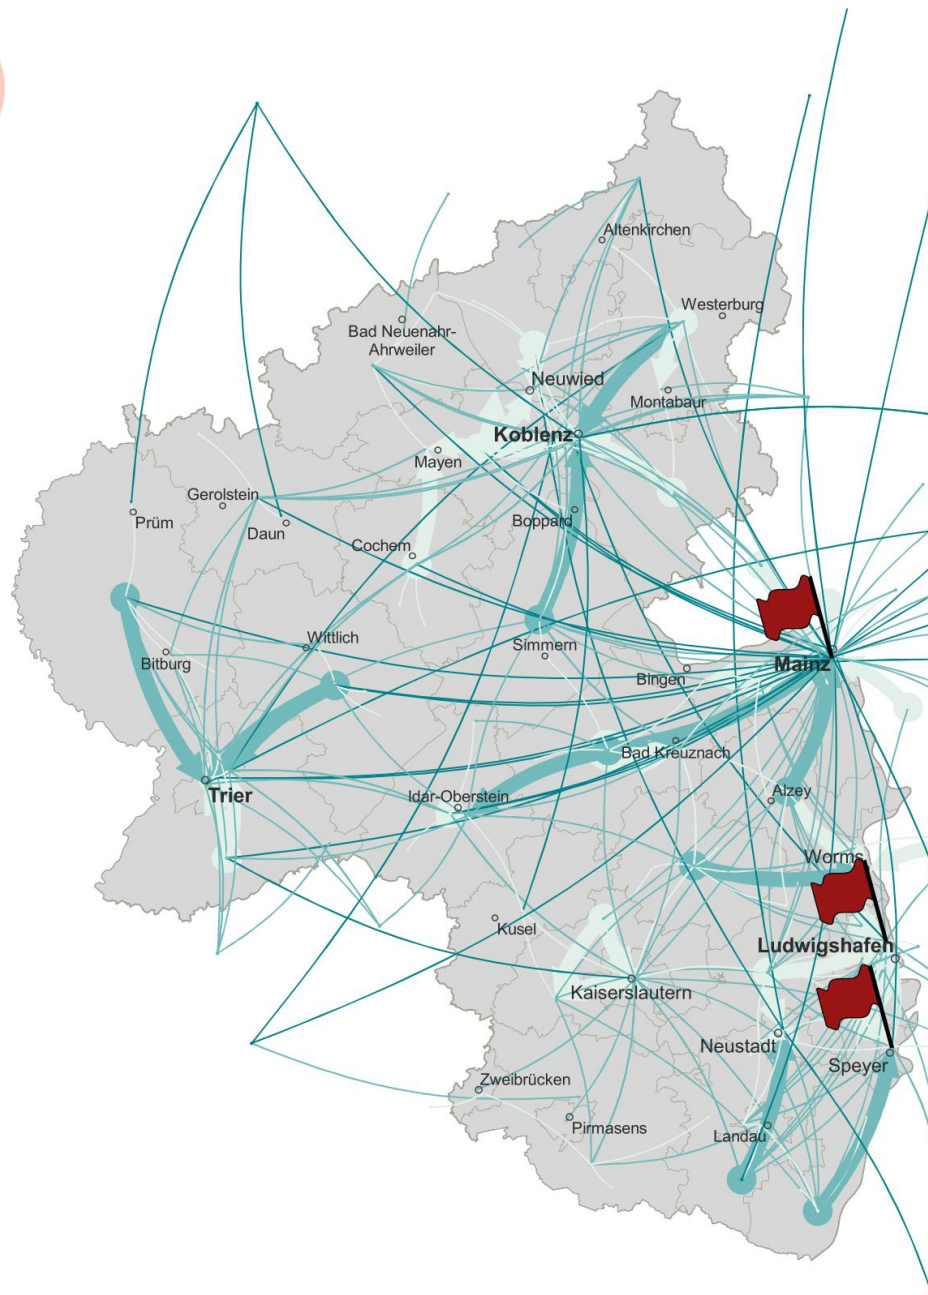 Altenkirchen
Westerburg
Bad Neuenahr-
Ahrweiler
Neuwied
Montabaur
Koblenz
Mayen
Gerolstein
Prüm
Daun
Boppard
Cochem
Wittlich
Simmern
Bitburg
Mainz
Bingen
Bad Kreuznach
Trier
Idar-Oberstein
Alzey
Worms
Kusel
Ludwigshafen
Kaiserslautern
Neustadt
Speyer
Zweibrücken
Pirmasens
Landau